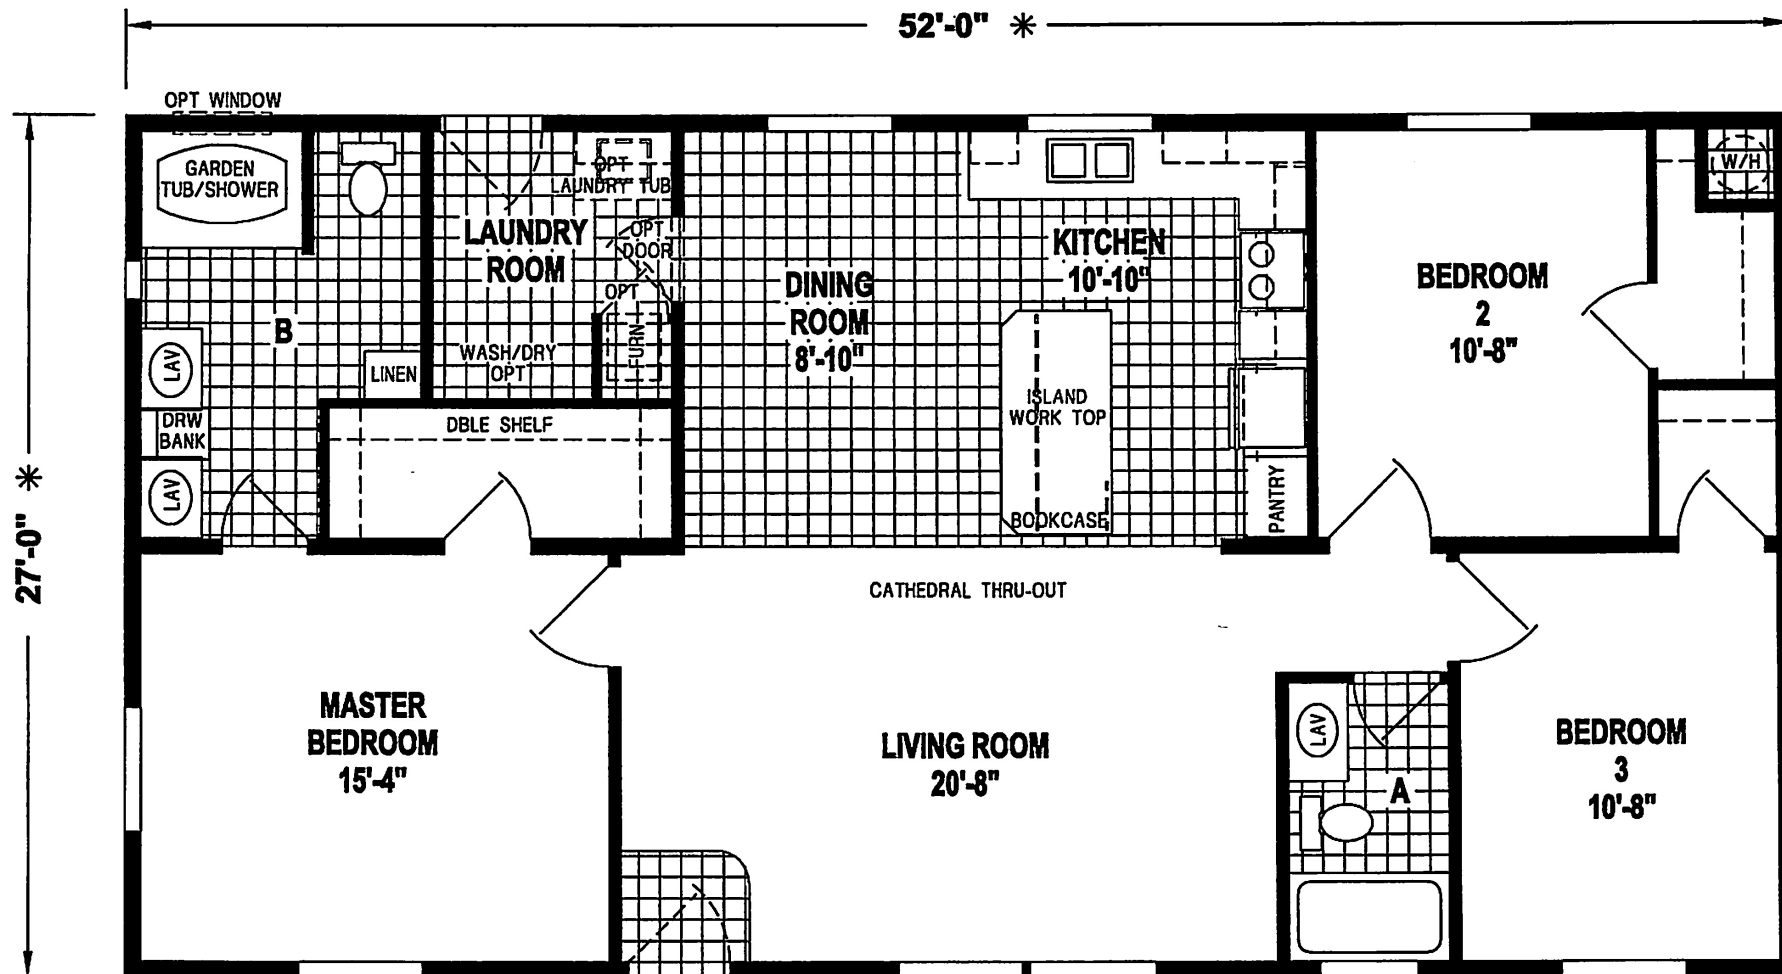 52'-0" *
OPT WINDOW
GARDEN
TUB/SHOWER
OPT
LAUNDRY TUB
W/H
LAUNDRY
ROOM
OPT
DOOR
OPT
FURN
WASH/DRY
OPT
B
LAV
LINEN
DRW
BANK
LAV
DBLE SHELF
DINING
ROOM
8'-10"
KITCHEN
10'-10"
ISLAND
WORK TOP
BOOKCASE
PANTRY
BEDROOM
2
10'-8"
27'-0" *
CATHEDRAL THRU-OUT
MASTER
BEDROOM
15'-4"
LIVING ROOM
20'-8"
LAV
A
BEDROOM
3
10'-8"